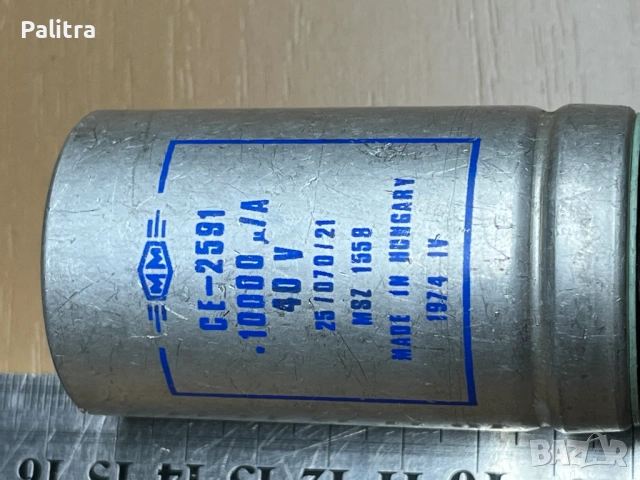 Palitra
MM
CE-2591
.10000 µ/A
40 V
25/070/21
MSZ 1558
MADE IN HUNGARY
1974 IV
16 15 14 13 12 11 10
BAZAR